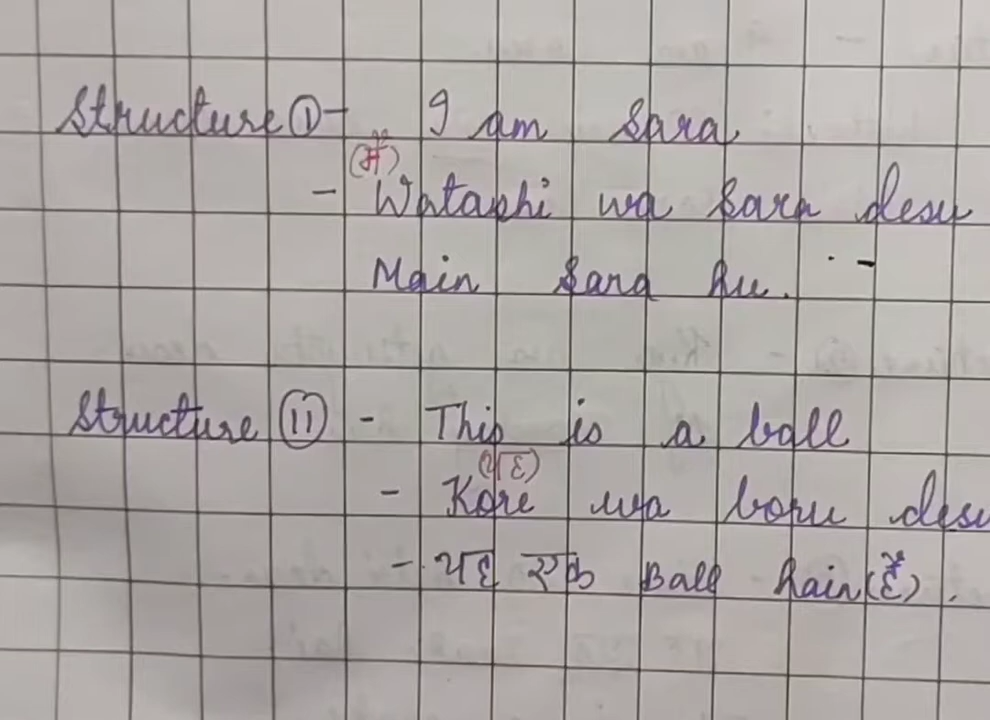 Structure ① - I am Sara
(मैं)
- Watashi wa Sara desu
Main Sara hu.
Structure ⑪ - This is a ball
(यह)
- Kore wa boru desu
- यह एक Ball hain (है).